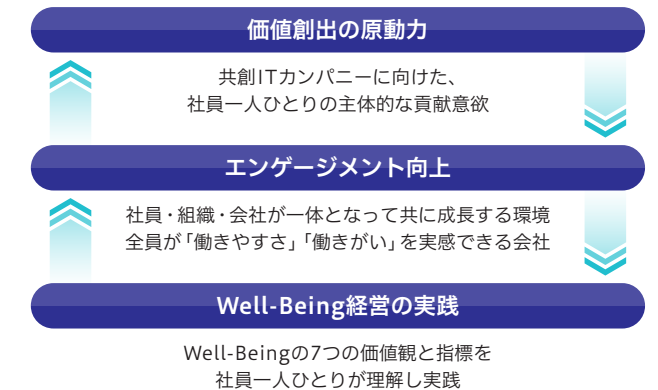 価値創出の原動力
共創ITカンパニーに向けた、
社員一人ひとりの主体的な貢献意欲
エンゲージメント向上
社員・組織・会社が一体となって共に成長する環境
全員が「働きやすさ」「働きがい」を実感できる会社
Well-Being経営の実践
Well-Beingの7つの価値観と指標を
社員一人ひとりが理解し実践